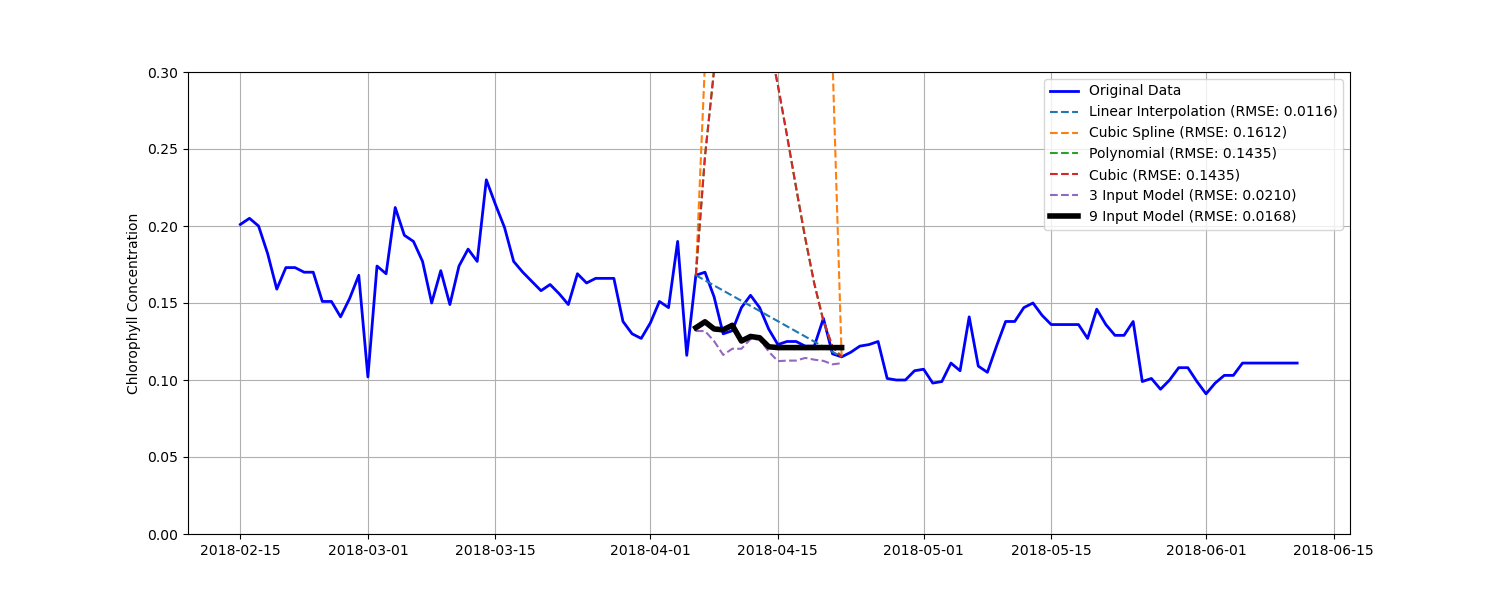 0.30
0.25
0.20
0.15
0.10
0.05
0.00
Chlorophyll Concentration
Original Data
Linear Interpolation (RMSE: 0.0116)
Cubic Spline (RMSE: 0.1612)
Polynomial (RMSE: 0.1435)
Cubic (RMSE: 0.1435)
3 Input Model (RMSE: 0.0210)
9 Input Model (RMSE: 0.0168)
2018-02-15 2018-03-01 2018-03-15 2018-04-01 2018-04-15 2018-05-01 2018-05-15 2018-06-01 2018-06-15